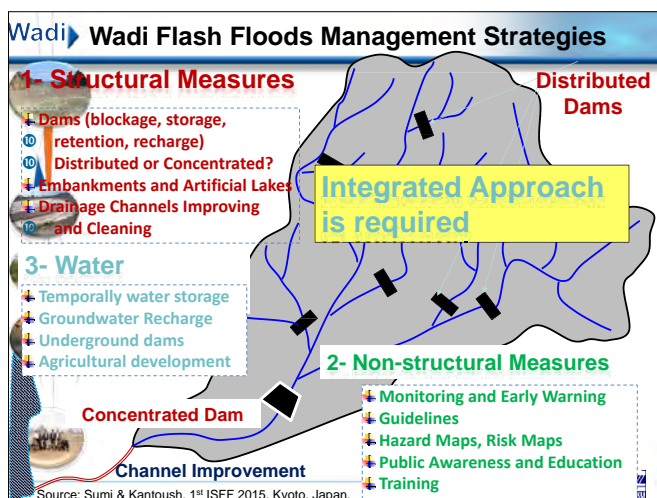 Wadi
Wadi Flash Floods Management Strategies
1- Structural Measures
Dams (blockage, storage,
10 retention, recharge)
10 Distributed or Concentrated?
Embankments and Artificial Lakes
Drainage Channels Improving
10 and Cleaning
Distributed
Dams
Integrated Approach
is required
3- Water
Temporally water storage
Groundwater Recharge
Underground dams
Agricultural development
2- Non-structural Measures
Monitoring and Early Warning
Guidelines
Hazard Maps, Risk Maps
Public Awareness and Education
Training
Concentrated Dam
Channel Improvement
Source: Sumi & Kantoush, 1st ISFF 2015, Kyoto, Japan.